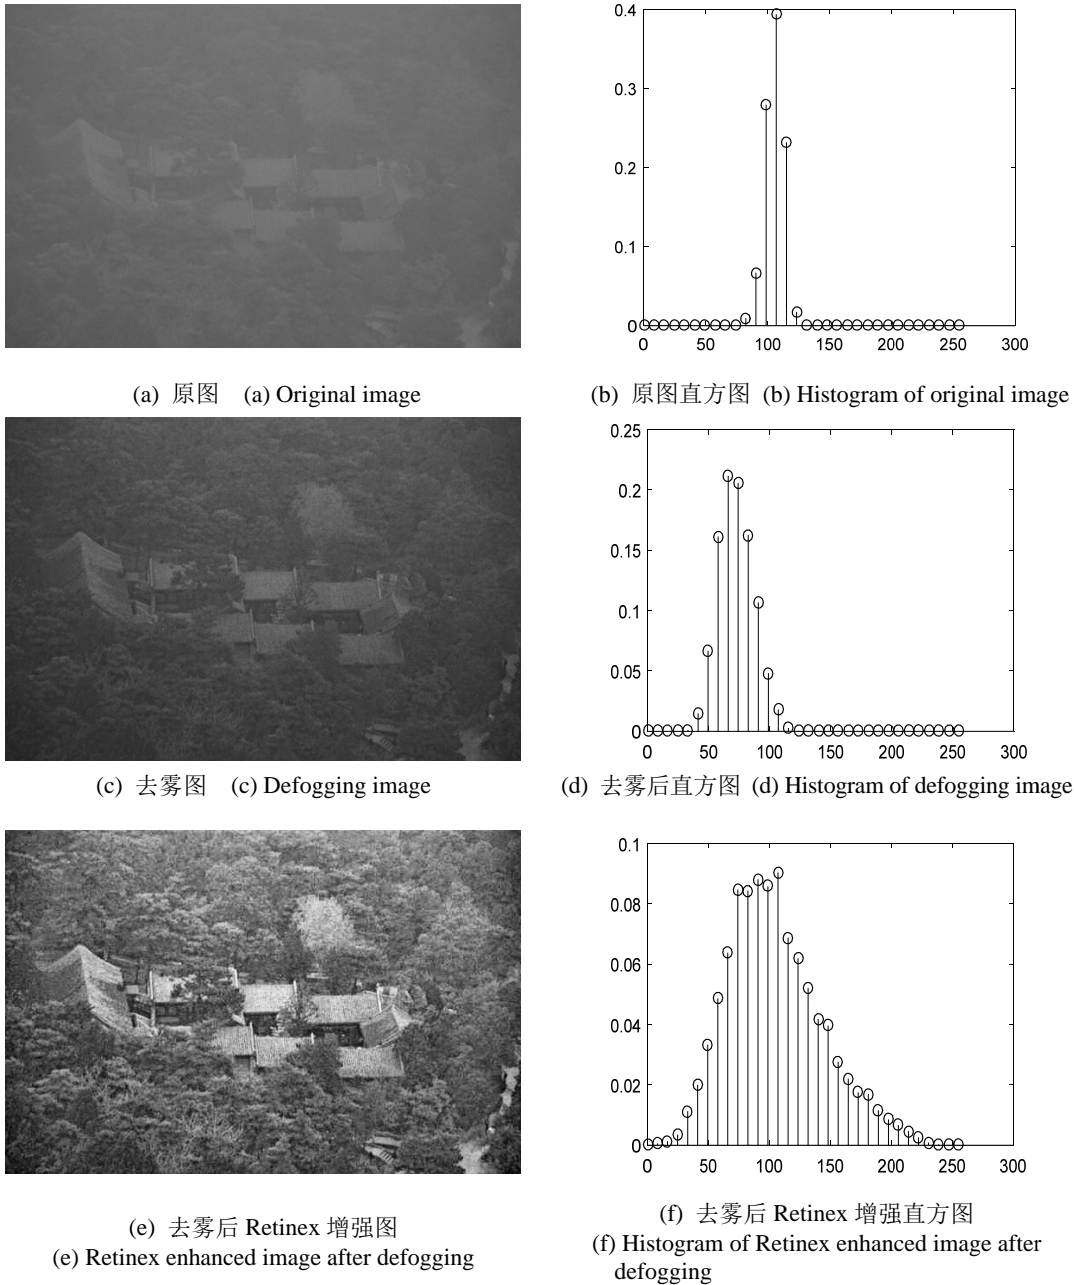 0.4
0.3
0.2
0.1
0
0 50 100 150 200 250 300
(a) 原图 (a) Original image
(b) 原图直方图 (b) Histogram of original image
0.25
0.2
0.15
0.1
0.05
0
0 50 100 150 200 250 300
(c) 去雾图 (c) Defogging image
(d) 去雾后直方图 (d) Histogram of defogging image
0.1
0.08
0.06
0.04
0.02
0
0 50 100 150 200 250 300
(e) 去雾后 Retinex 增强图
(e) Retinex enhanced image after defogging
(f) 去雾后 Retinex 增强直方图
(f) Histogram of Retinex enhanced image after
defogging